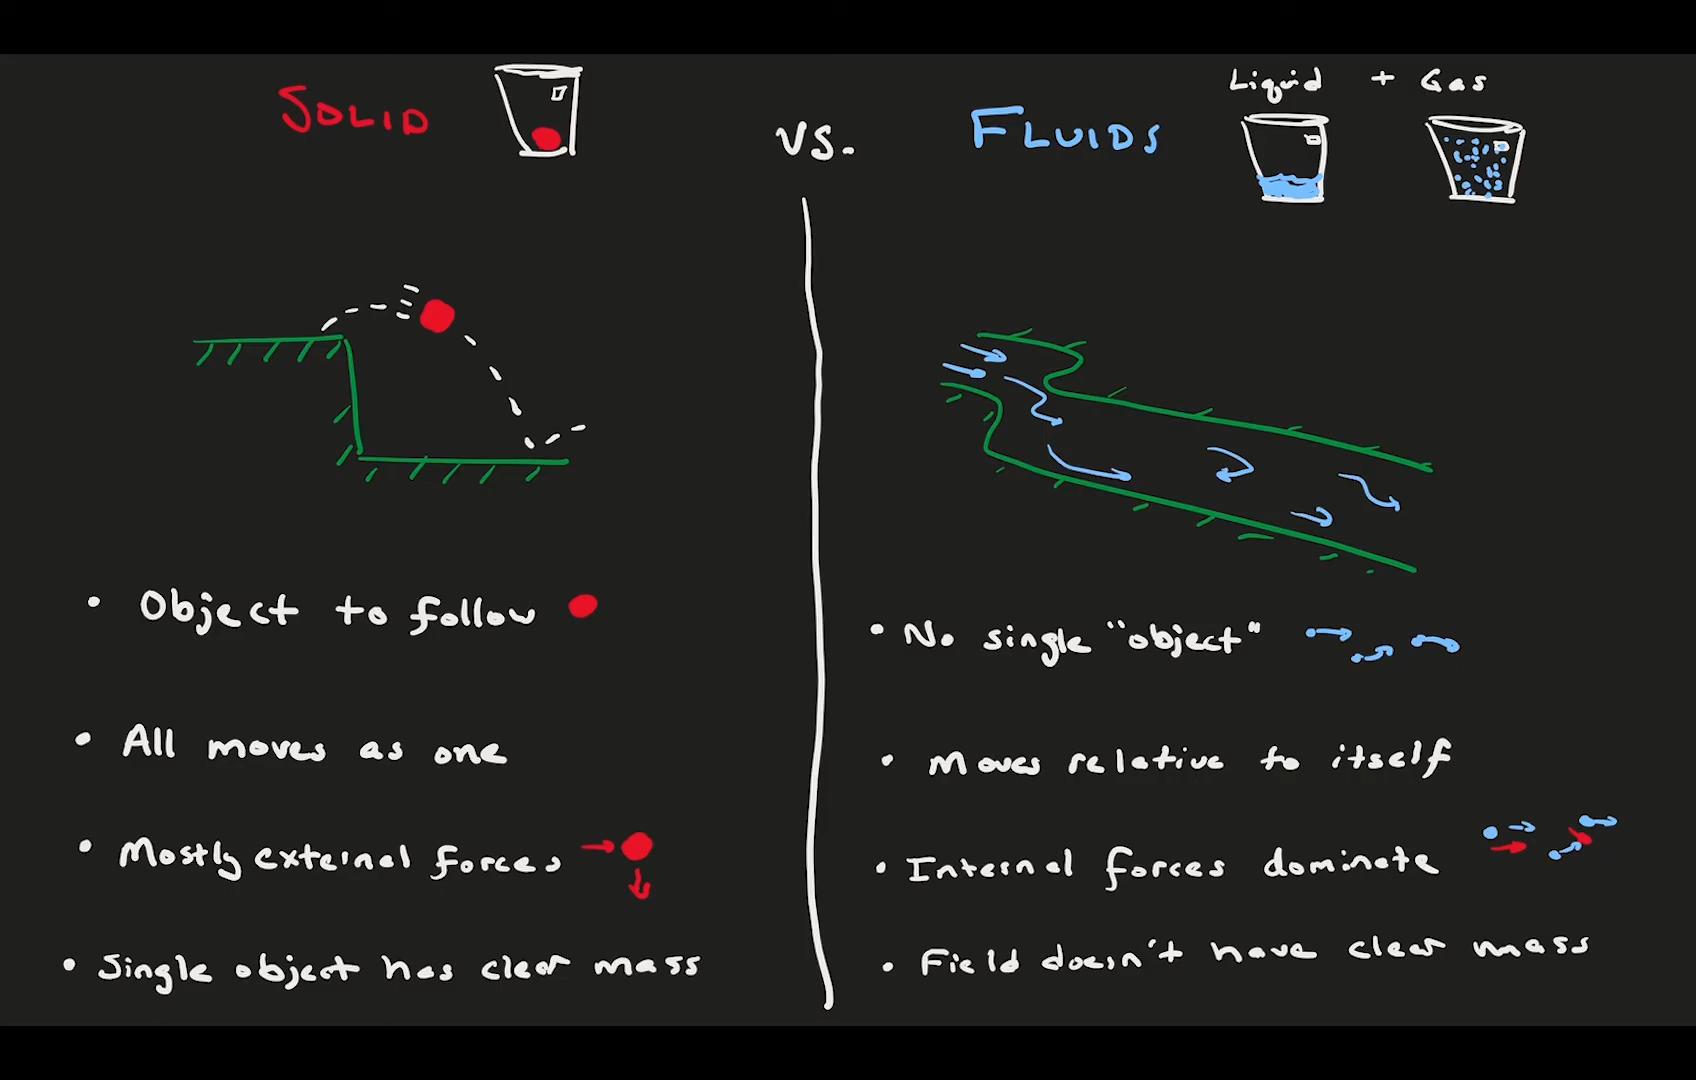 SOLID
VS.
FLUIDS
Liquid + Gas
• Object to follow
• All moves as one
• Mostly external forces
• Single object has clear mass
• No single "object"
• Moves relative to itself
• Internal forces dominate
• Field doesn't have clear mass